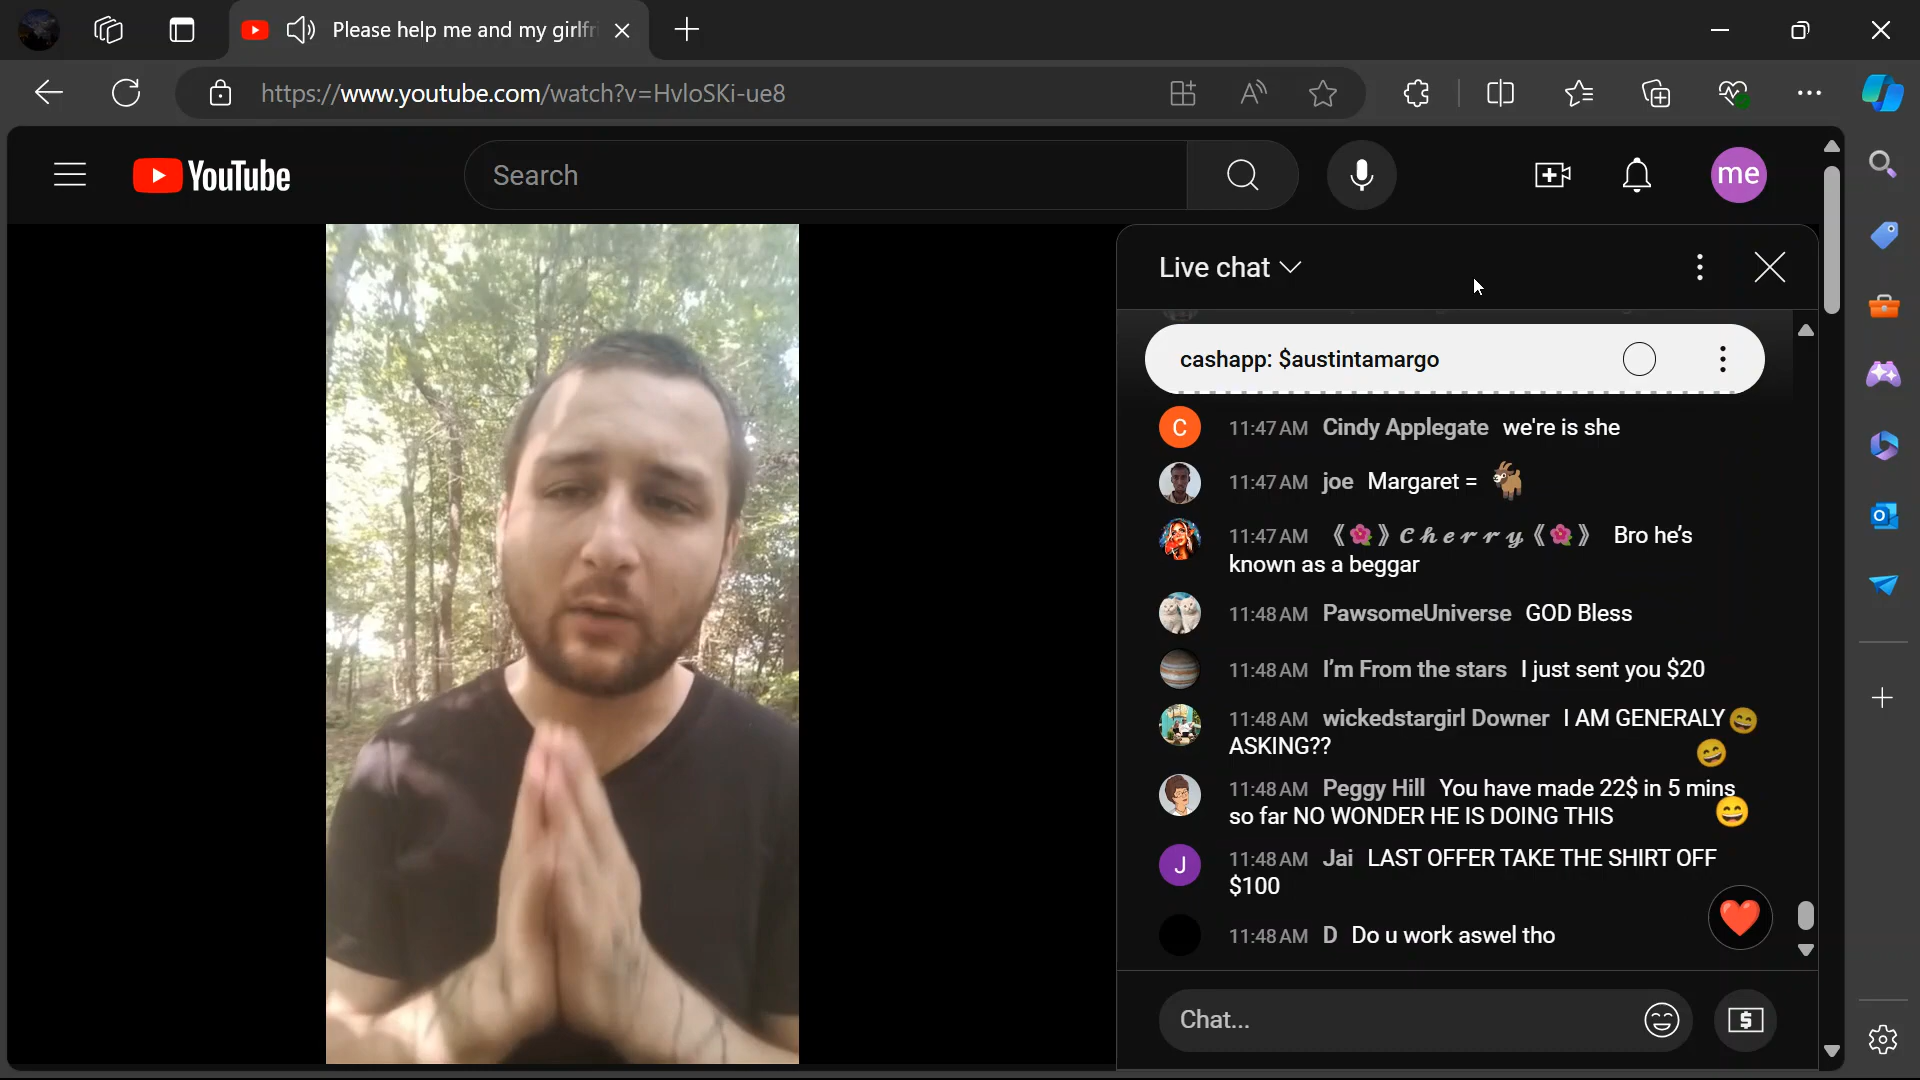 Please help me and my girlfr
https://www.youtube.com/watch?v=HvloSKi-ue8
YouTube
Search
me
Live chat
cashapp: $austintamargo
C 11:47 AM Cindy Applegate we're is she
11:47 AM joe Margaret = 🐐
11:47 AM 《🌺》𝓒𝓱𝓮𝓻𝓻𝔂《🌺》 Bro he's
known as a beggar
11:48 AM PawsomeUniverse GOD Bless
11:48 AM I'm From the stars I just sent you $20
11:48 AM wickedstargirl Downer I AM GENERALY
ASKING??
11:48 AM Peggy Hill You have made 22$ in 5 mins
so far NO WONDER HE IS DOING THIS
J 11:48 AM Jai LAST OFFER TAKE THE SHIRT OFF
$100
11:48 AM D Do u work aswel tho
Chat...